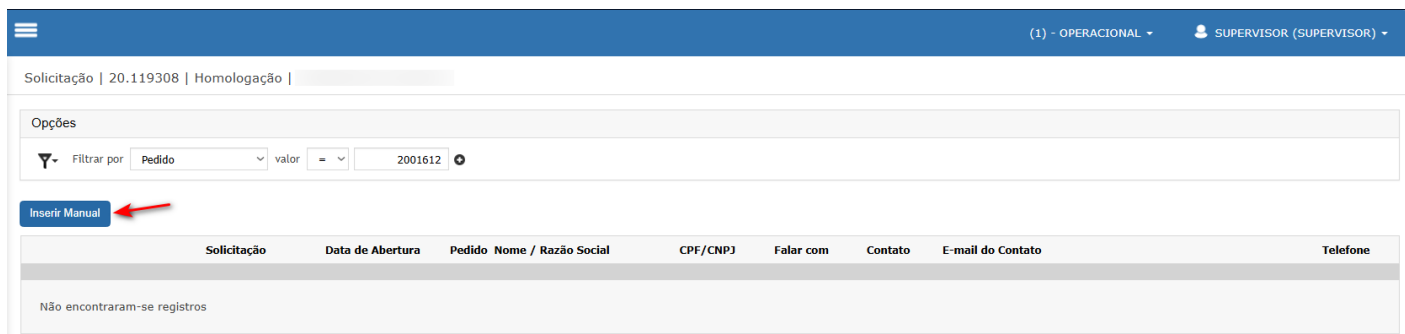 (1) - OPERACIONAL SUPERVISOR (SUPERVISOR)
Solicitação | 20.119308 | Homologação |
Opções
Filtrar por Pedido valor = 2001612
Inserir Manual
Solicitação Data de Abertura Pedido Nome / Razão Social CPF/CNPJ Falar com Contato E-mail do Contato Telefone
Não encontraram-se registros